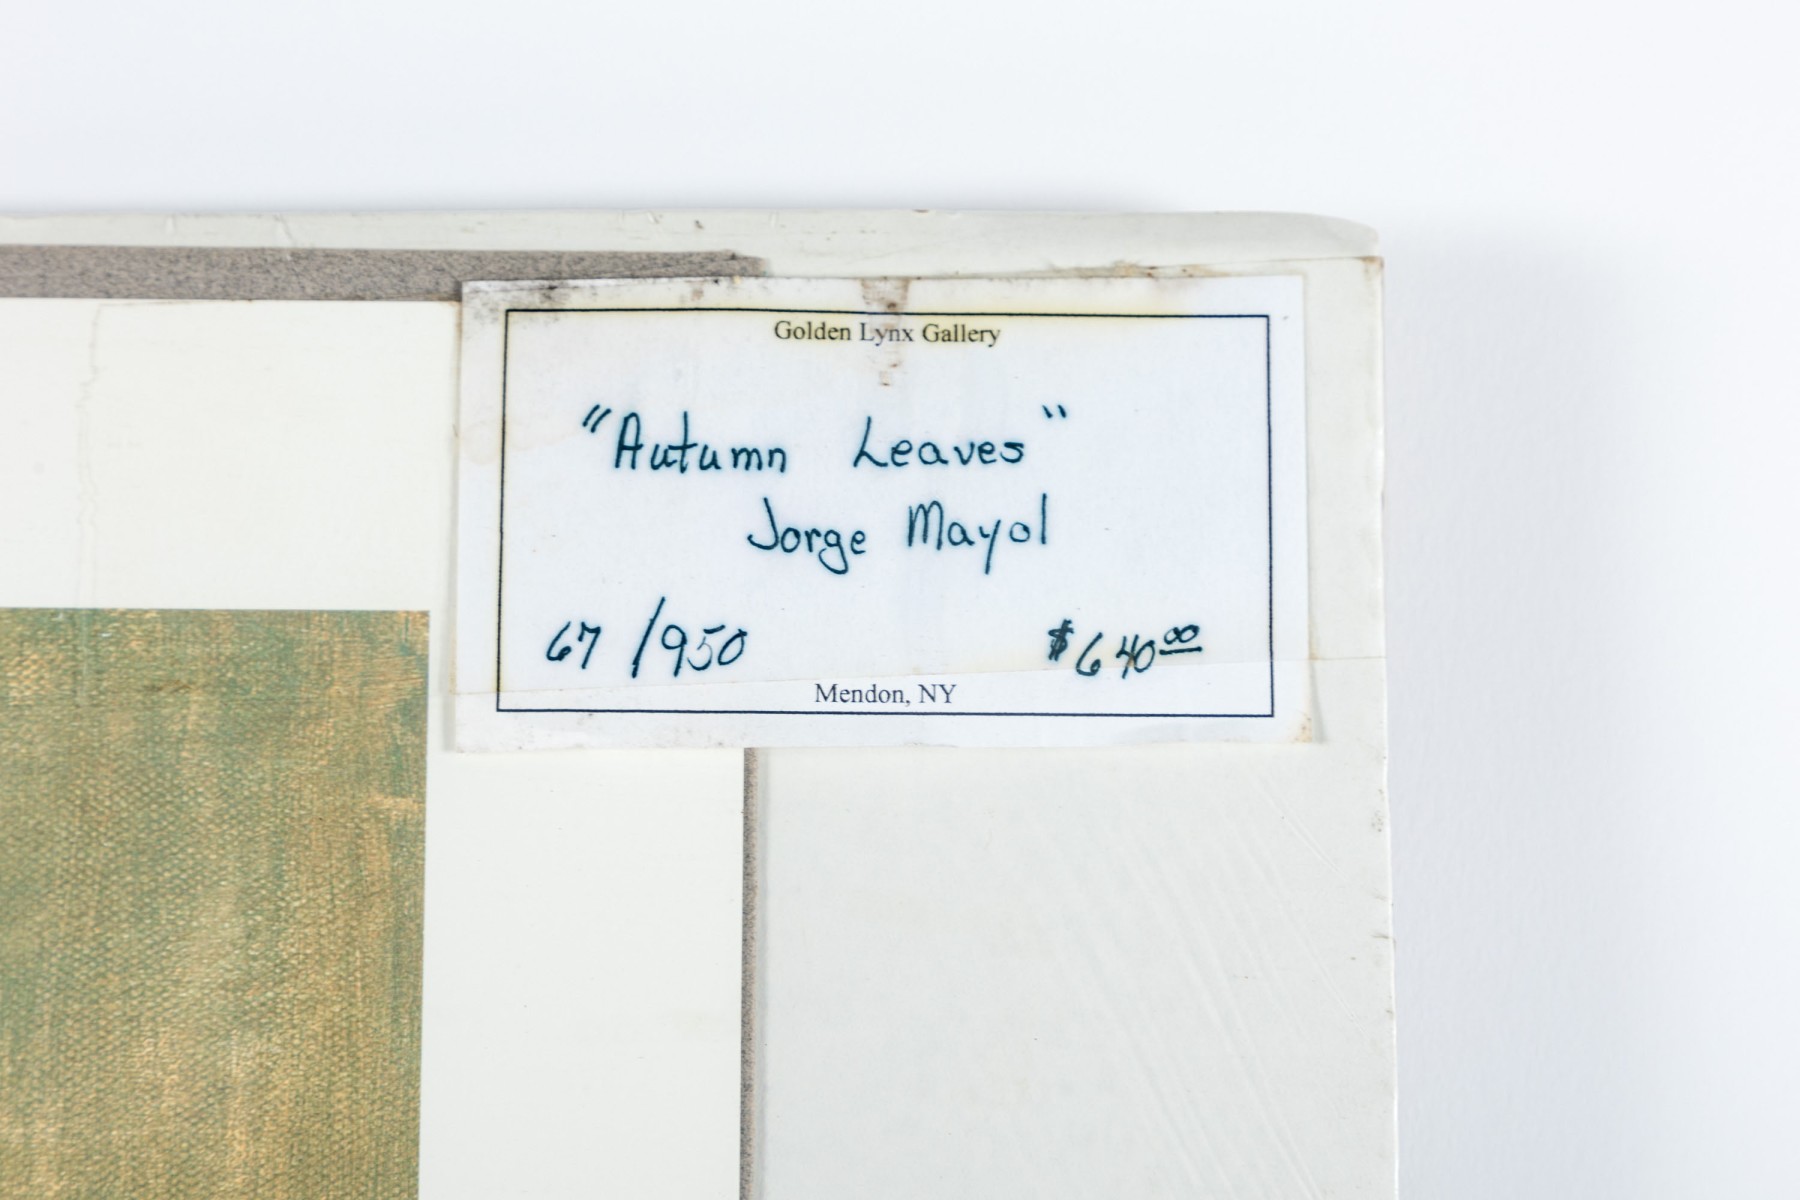 Golden Lynx Gallery
"Autumn Leaves"
Jorge Mayol
67/950 $640.00
Mendon, NY